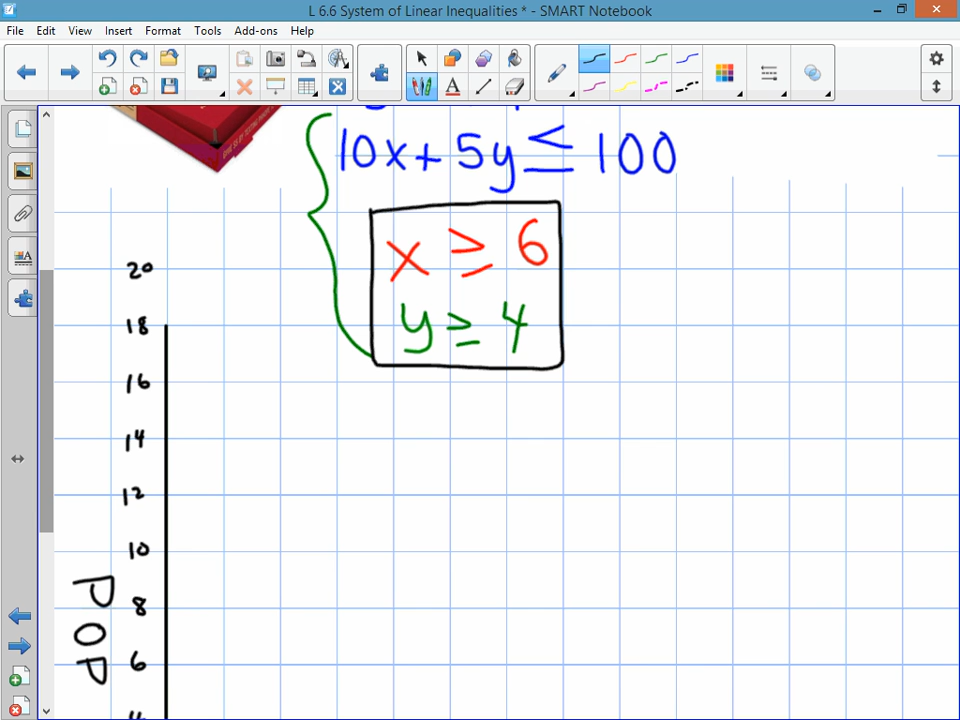 L 6.6 System of Linear Inequalities * - SMART Notebook
File Edit View Insert Format Tools Add-ons Help
10x + 5y ≤ 100
x ≥ 6
y ≥ 4
20
18
16
14
12
10
8
6
4
POP